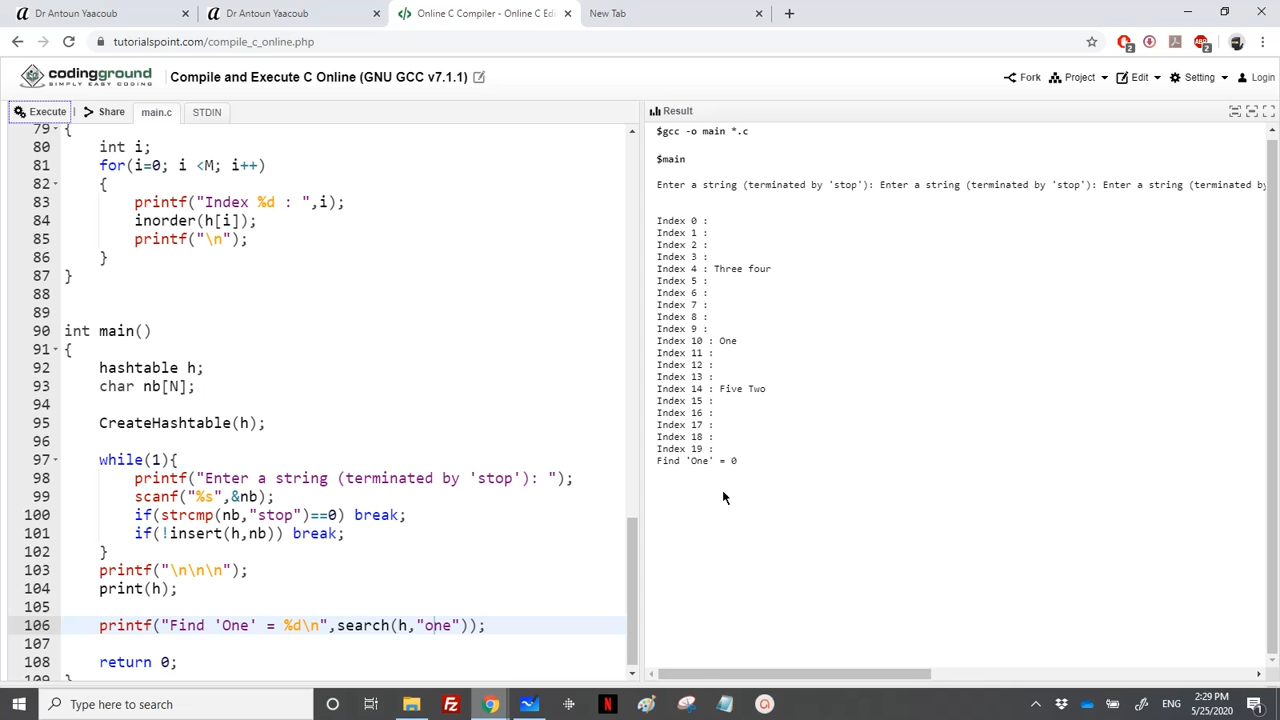 Dr Antoun Yaacoub
Dr Antoun Yaacoub
Online C Compiler - Online C Edi
New Tab
tutorialspoint.com/compile_c_online.php
2
2
codingground
SIMPLY EASY CODING
Compile and Execute C Online (GNU GCC v7.1.1)
Fork
Project
Edit
Setting
Login
Execute
Share
main.c
STDIN
79 {
80 int i;
81 for(i=0; i <M; i++)
82 {
83 printf("Index %d : ",i);
84 inorder(h[i]);
85 printf("\n");
86 }
87 }
88
89
90 int main()
91 {
92 hashtable h;
93 char nb[N];
94
95 CreateHashtable(h);
96
97 while(1){
98 printf("Enter a string (terminated by 'stop'): ");
99 scanf("%s",&nb);
100 if(strcmp(nb,"stop")==0) break;
101 if(!insert(h,nb)) break;
102 }
103 printf("\n\n\n");
104 print(h);
105
106 printf("Find 'One' = %d\n",search(h,"one"));
107
108 return 0;
109 }
Result
$gcc -o main *.c
$main
Enter a string (terminated by 'stop'): Enter a string (terminated by 'stop'): Enter a string (terminated by
Index 0 :
Index 1 :
Index 2 :
Index 3 :
Index 4 : Three four
Index 5 :
Index 6 :
Index 7 :
Index 8 :
Index 9 :
Index 10 : One
Index 11 :
Index 12 :
Index 13 :
Index 14 : Five Two
Index 15 :
Index 16 :
Index 17 :
Index 18 :
Index 19 :
Find 'One' = 0
Type here to search
ENG
2:29 PM
5/25/2020